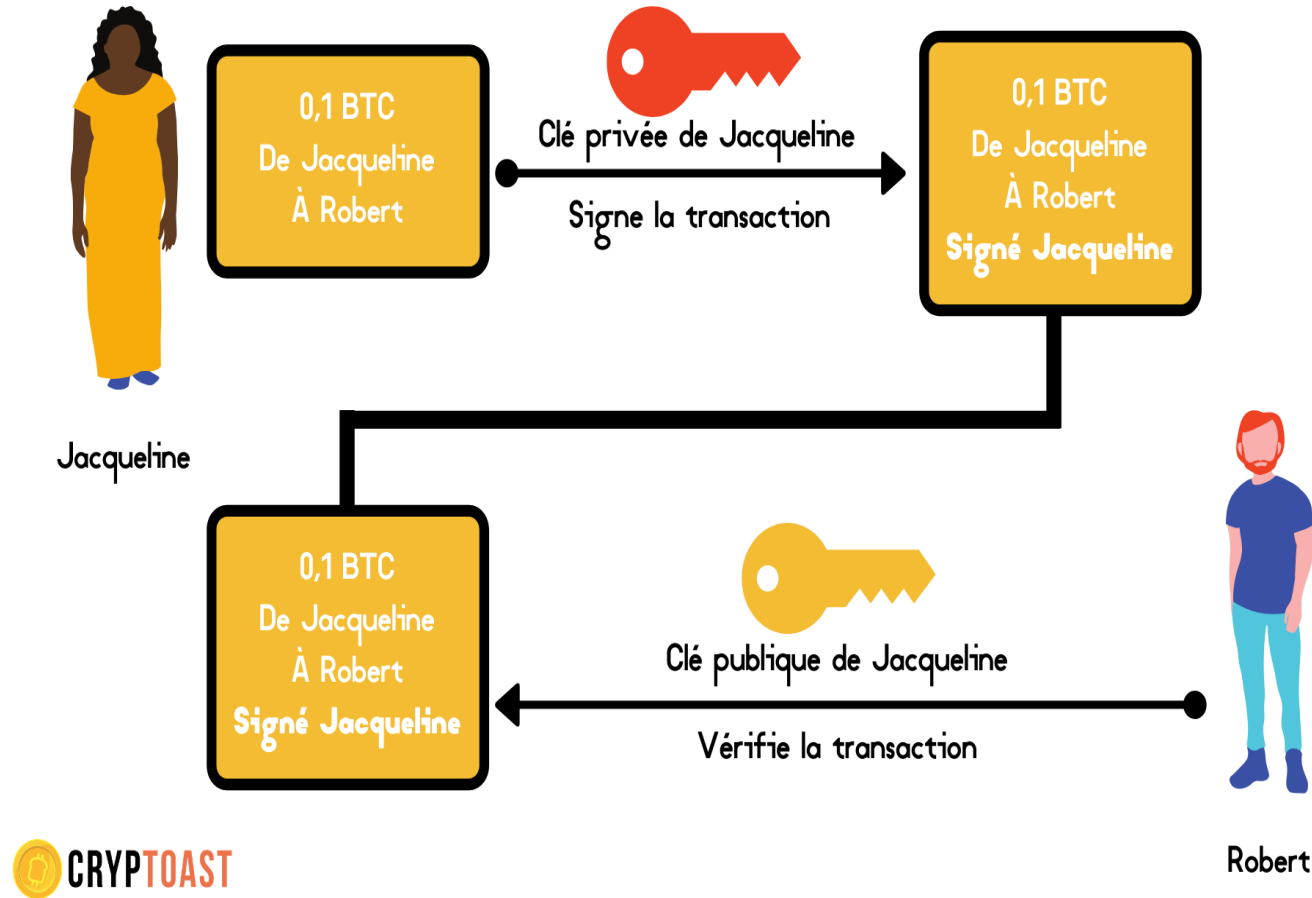 0,1 BTC
De Jacqueline
À Robert
Clé privée de Jacqueline
Signe la transaction
0,1 BTC
De Jacqueline
À Robert
Signé Jacqueline
Jacqueline
0,1 BTC
De Jacqueline
À Robert
Signé Jacqueline
Clé publique de Jacqueline
Vérifie la transaction
Robert
CRYPTOAST